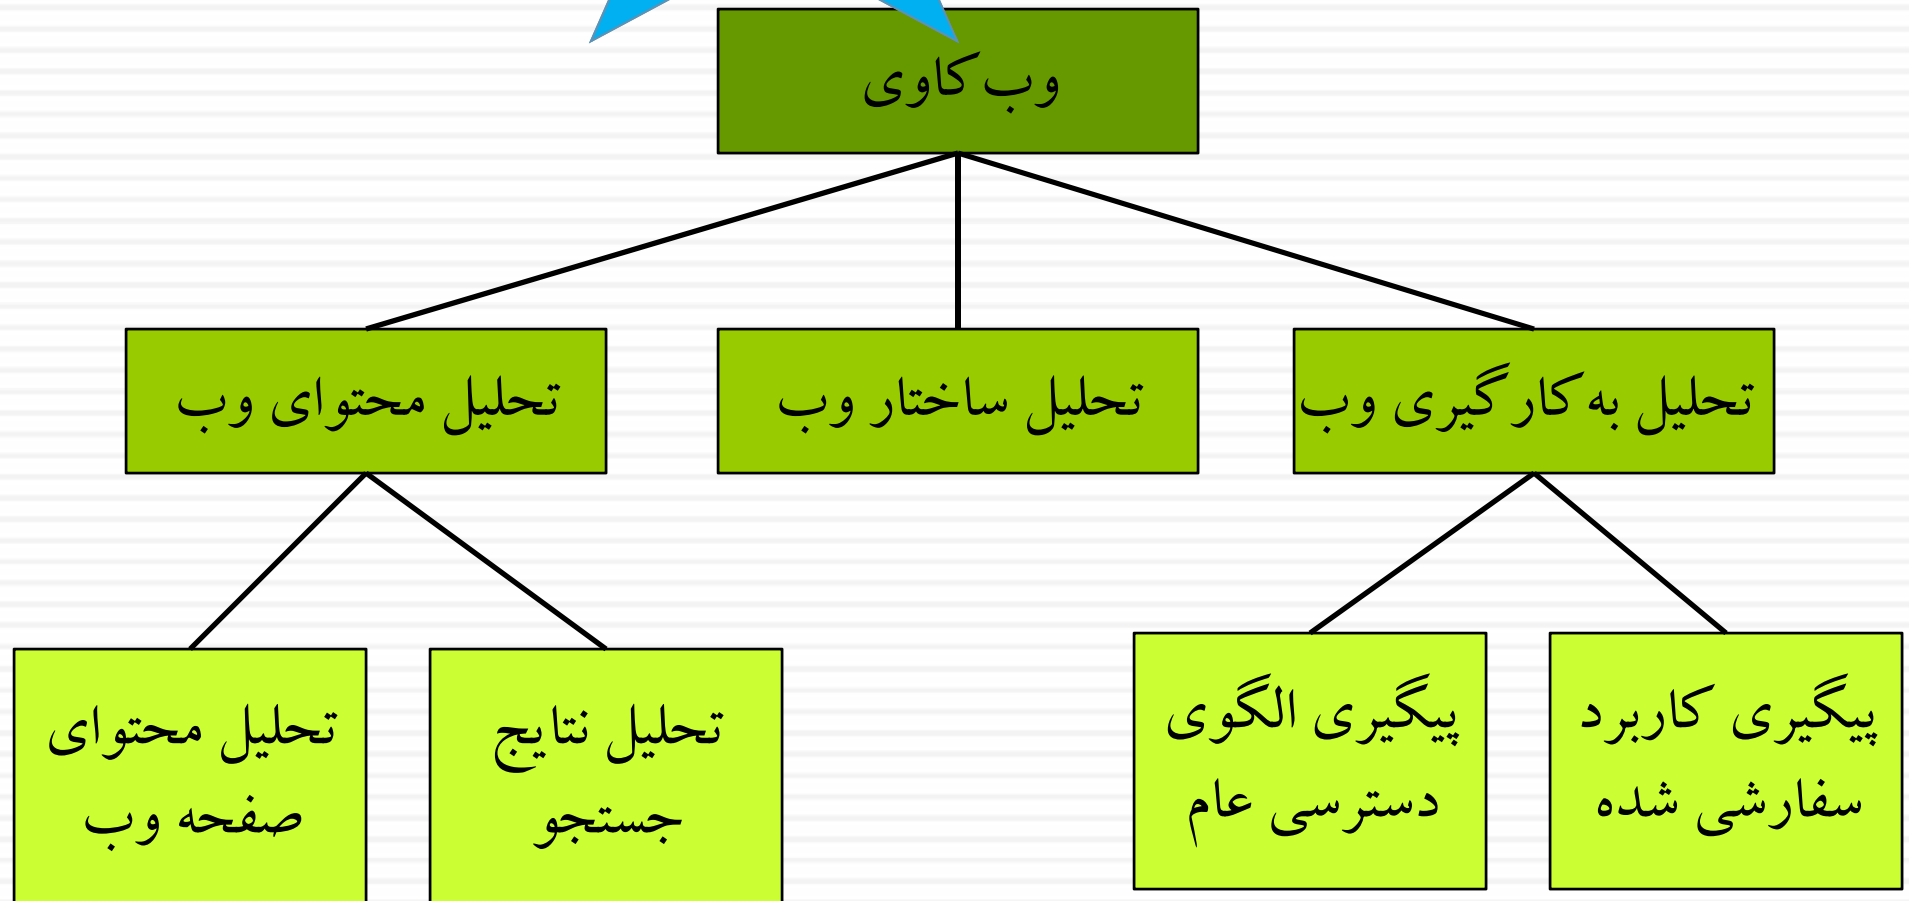 وب کاوی
تحلیل به کارگیری وب
تحلیل ساختار وب
تحلیل محتوای وب
پیگیری کاربرد
سفارشی شده
پیگیری الگوی
دسترسی عام
تحلیل نتایج
جستجو
تحلیل محتوای
صفحه وب